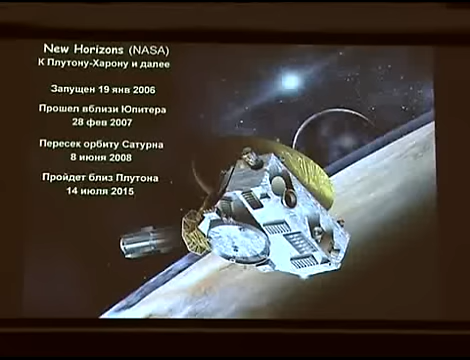 New Horizons (NASA)
К Плутону-Харону и далее
Запущен 19 янв 2006
Прошел вблизи Юпитера
28 фев 2007
Пересек орбиту Сатурна
8 июня 2008
Пройдет близ Плутона
14 июля 2015